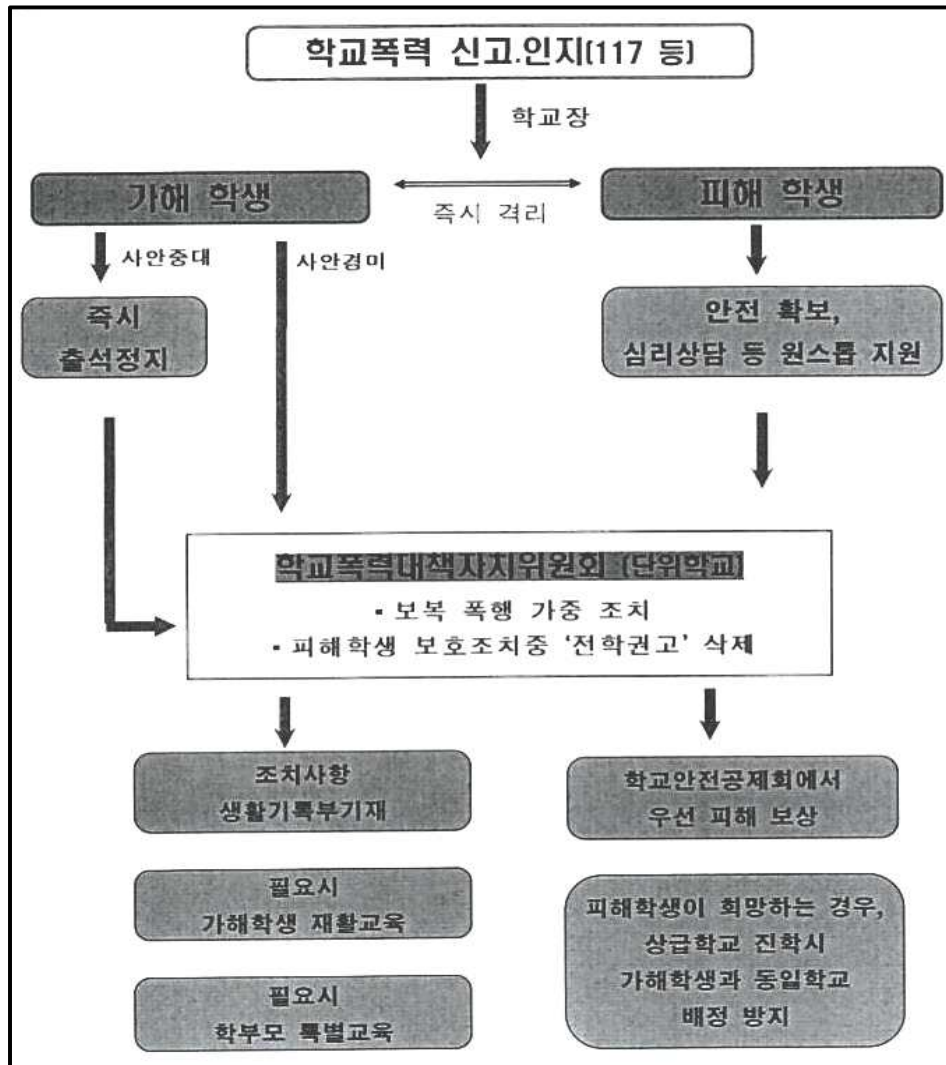 학교폭력 신고.인지(117 등)
학교장
가해 학생
즉시 격리
피해 학생
사안중대
사안경미
즉시
출석정지
안전 확보,
심리상담 등 원스톱 지원
학교폭력대책자치위원회 (단위학교)
▪ 보복 폭행 가중 조치
▪ 피해학생 보호조치중 ‘전학권고’ 삭제
조치사항
생활기록부기재
필요시
가해학생 재활교육
필요시
학부모 특별교육
학교안전공제회에서
우선 피해 보상
피해학생이 희망하는 경우,
상급학교 진학시
가해학생과 동일학교
배정 방지